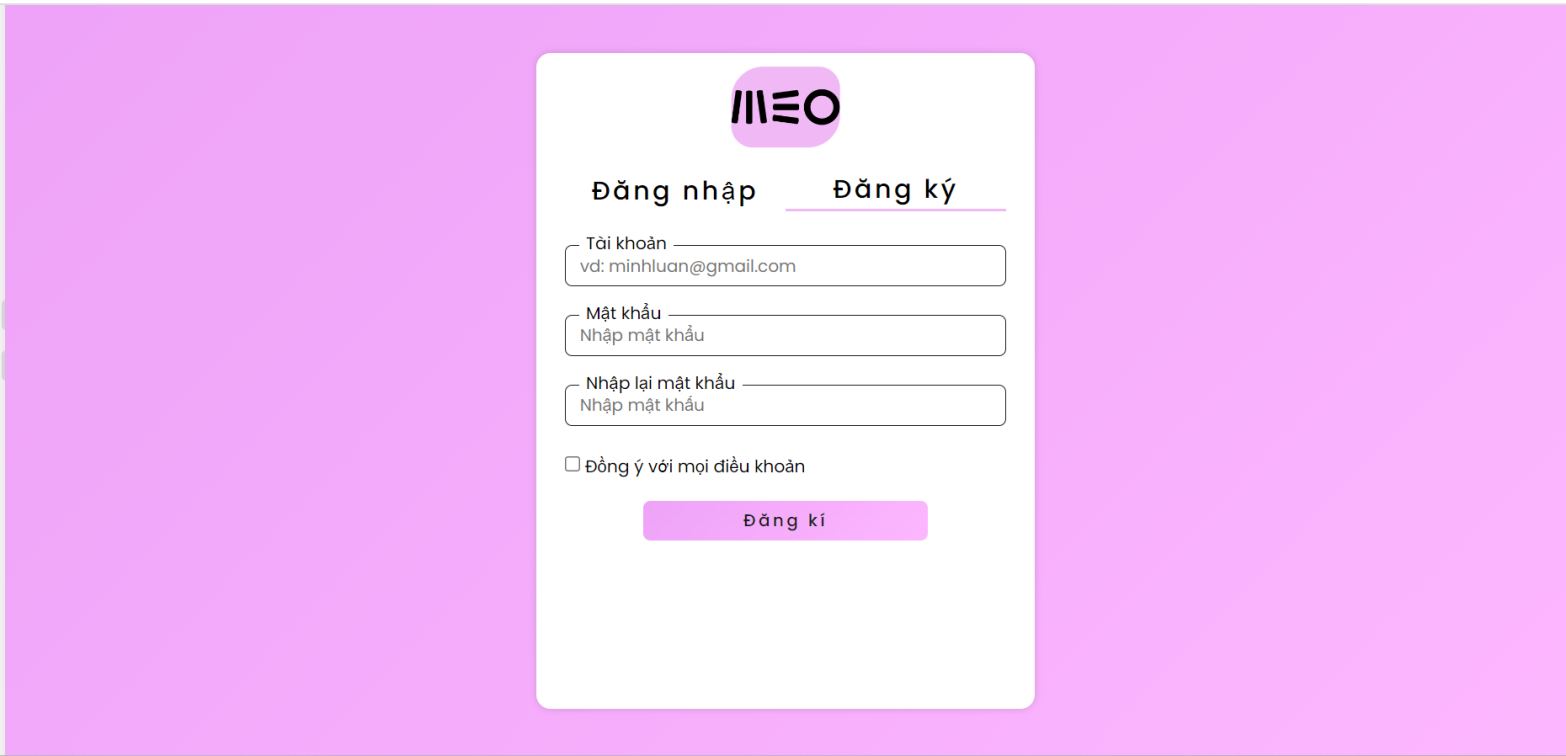 MEO
Đăng nhập Đăng ký
Tài khoản
vd: minhluan@gmail.com
Mật khẩu
Nhập mật khẩu
Nhập lại mật khẩu
Nhập mật khẩu
Đồng ý với mọi điều khoản
Đăng kí